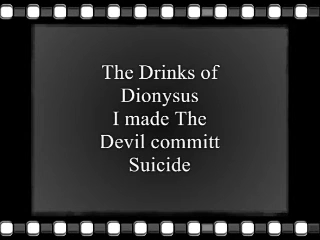 The Drinks of
Dionysus
I made The
Devil committ
Suicide